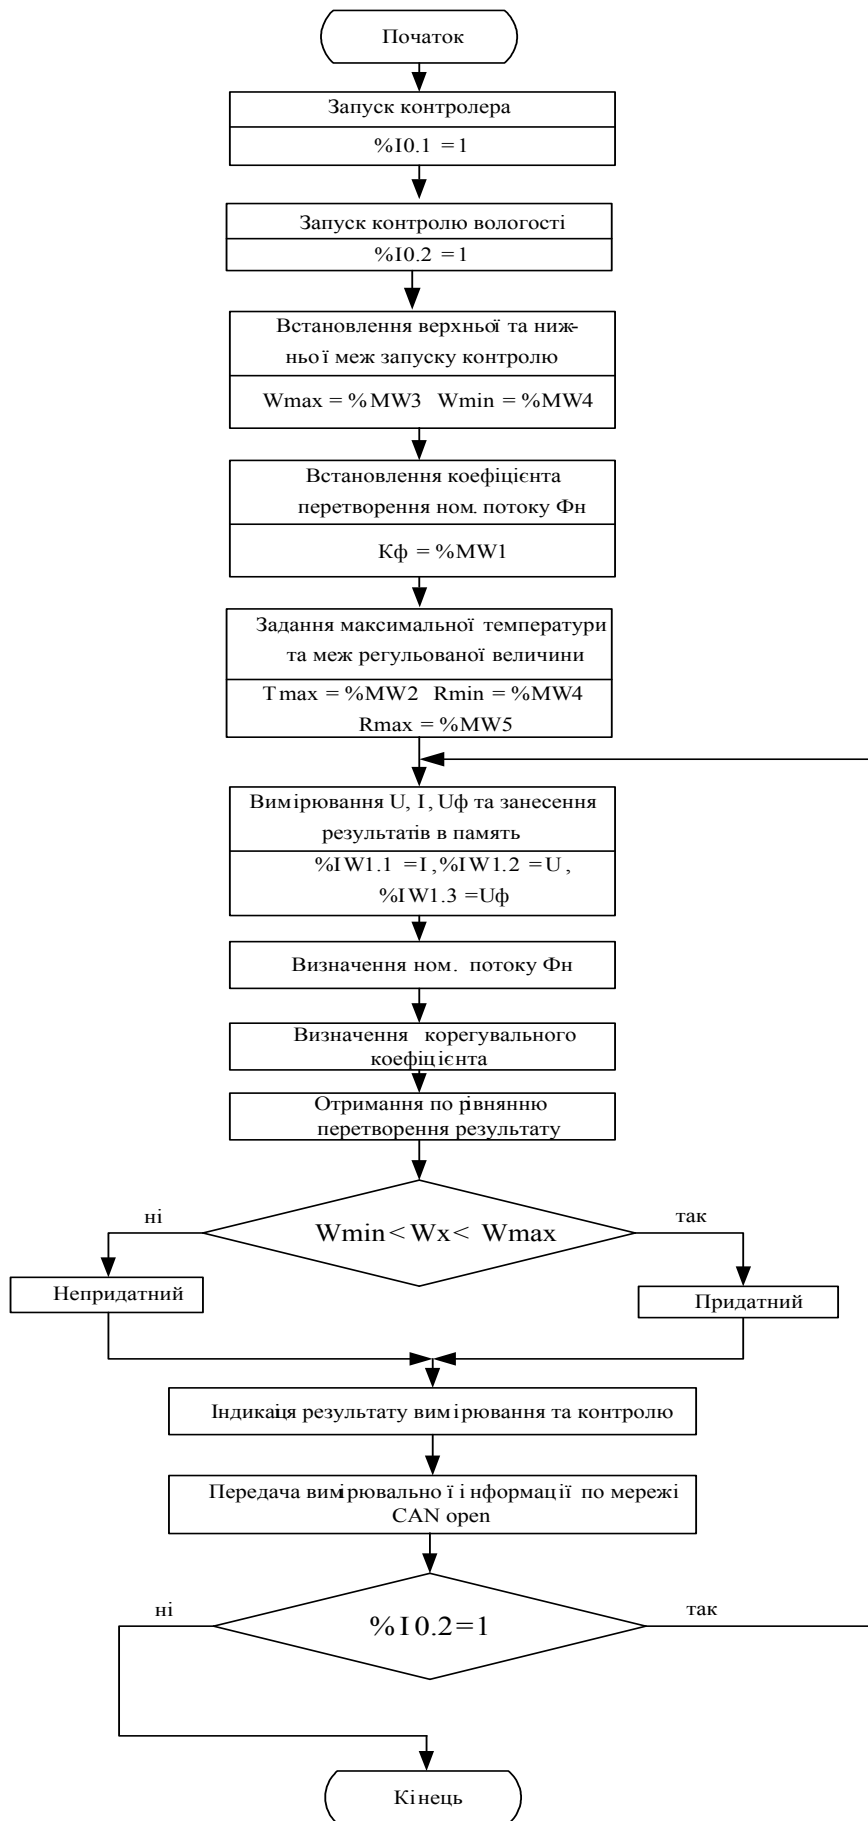 Початок
Запуск контролера
%I0.1 =1
Запуск контролю вологості
%I0.2 =1
Встановлення верхньої та ниж-
ньої меж запуску контролю
Wmax = %MW3 Wmin = %MW4
Встановлення коефіцієнта
перетворення ном. потоку Фн
Кф = %MW1
Задання максимальної температури
та меж регульованої величини
Tmax = %MW2 Rmin = %MW4
Rmax = %MW5
Вимірювання U, I, Uф та занесення
результатів в память
%IW1.1 =I ,%IW1.2 =U ,
%IW1.3 =Uф
Визначення ном. потоку Фн
Визначення корегувального
коефіцієнта
Отримання по рівнянню
перетворення результату
ні
Wmin< Wx< Wmax
так
Непридатний
Придатний
Індикація результату вимірювання та контролю
Передача вимірювальної інформації по мережі
CAN open
ні
%I0.2=1
так
Кінець